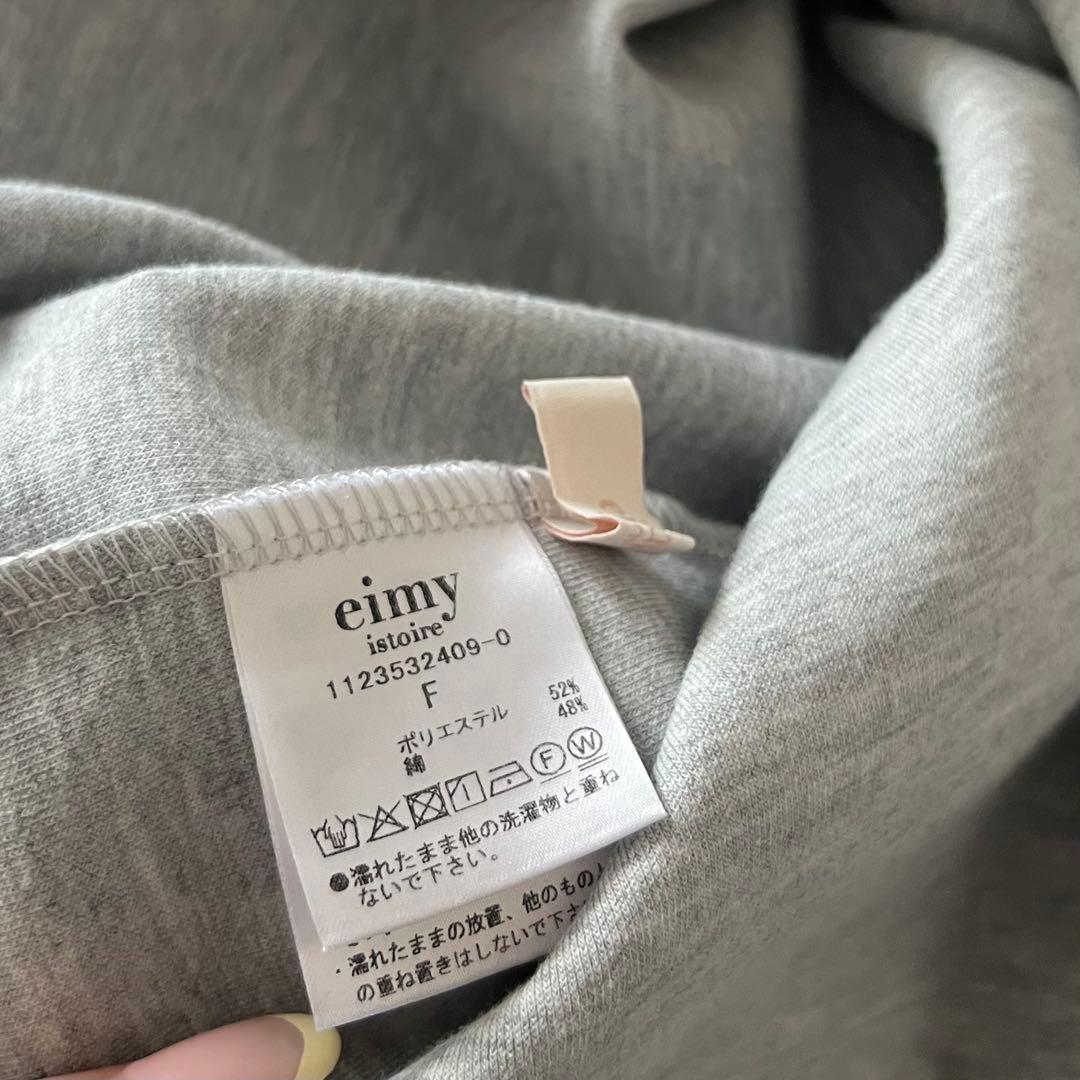 eimy
istoire
1123532409-0
F
ポリエステル 52%
綿 48%
F W
●濡れたまま他の洗濯物と重ね
ないで下さい。
・濡れたままの放置、他のもの
の重ね置きはしないで下さ